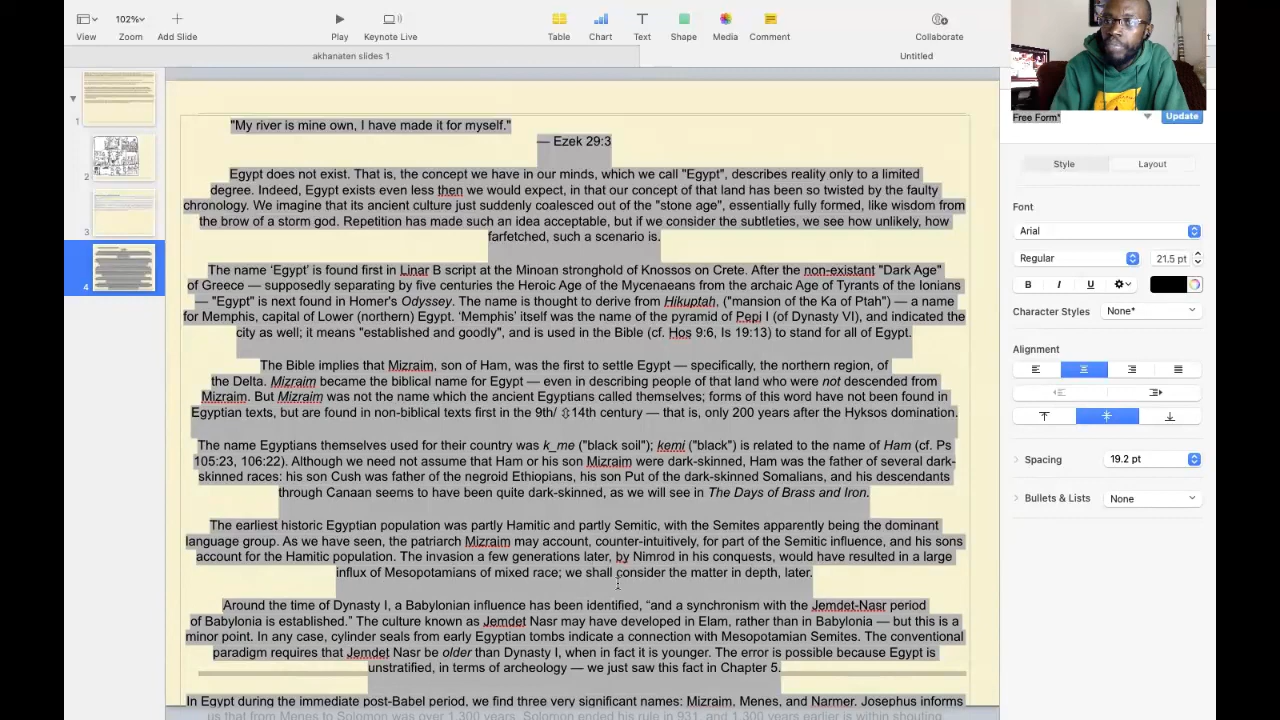 102%
View
Zoom
Add Slide
Play
Keynote Live
Table
Chart
Text
Shape
Media
Comment
Collaborate
akhanaten slides 1
Untitled
Free Form*
Update
Style
Layout
Font
Arial
Regular
21.5 pt
B
I
U
Character Styles
None*
Alignment
Spacing
19.2 pt
Bullets & Lists
None
1
2
3
4
"My river is mine own, I have made it for myself."
— Ezek 29:3
Egypt does not exist. That is, the concept we have in our minds, which we call "Egypt", describes reality only to a limited
degree. Indeed, Egypt exists even less then we would expect, in that our concept of that land has been so twisted by the faulty
chronology. We imagine that its ancient culture just suddenly coalesced out of the "stone age", essentially fully formed, like wisdom from
the brow of a storm god. Repetition has made such an idea acceptable, but if we consider the subtleties, we see how unlikely, how
farfetched, such a scenario is.
The name ‘Egypt’ is found first in Linar B script at the Minoan stronghold of Knossos on Crete. After the non-existant "Dark Age"
of Greece — supposedly separating by five centuries the Heroic Age of the Mycenaeans from the archaic Age of Tyrants of the Ionians
— "Egypt" is next found in Homer's Odyssey. The name is thought to derive from Hikuptah, ("mansion of the Ka of Ptah") — a name
for Memphis, capital of Lower (northern) Egypt. ‘Memphis’ itself was the name of the pyramid of Pepi I (of Dynasty VI), and indicated the
city as well; it means "established and goodly", and is used in the Bible (cf. Hos 9:6, Is 19:13) to stand for all of Egypt.
The Bible implies that Mizraim, son of Ham, was the first to settle Egypt — specifically, the northern region, of
the Delta. Mizraim became the biblical name for Egypt — even in describing people of that land who were not descended from
Mizraim. But Mizraim was not the name which the ancient Egyptians called themselves; forms of this word have not been found in
Egyptian texts, but are found in non-biblical texts first in the 9th/ ⇳14th century — that is, only 200 years after the Hyksos domination.
The name Egyptians themselves used for their country was k_me ("black soil"); kemi ("black") is related to the name of Ham (cf. Ps
105:23, 106:22). Although we need not assume that Ham or his son Mizraim were dark-skinned, Ham was the father of several dark-
skinned races: his son Cush was father of the negroid Ethiopians, his son Put of the dark-skinned Somalians, and his descendants
through Canaan seems to have been quite dark-skinned, as we will see in The Days of Brass and Iron.
The earliest historic Egyptian population was partly Hamitic and partly Semitic, with the Semites apparently being the dominant
language group. As we have seen, the patriarch Mizraim may account, counter-intuitively, for part of the Semitic influence, and his sons
account for the Hamitic population. The invasion a few generations later, by Nimrod in his conquests, would have resulted in a large
influx of Mesopotamians of mixed race; we shall consider the matter in depth, later.
Around the time of Dynasty I, a Babylonian influence has been identified, “and a synchronism with the Jemdet-Nasr period
of Babylonia is established.” The culture known as Jemdet Nasr may have developed in Elam, rather than in Babylonia — but this is a
minor point. In any case, cylinder seals from early Egyptian tombs indicate a connection with Mesopotamian Semites. The conventional
paradigm requires that Jemdet Nasr be older than Dynasty I, when in fact it is younger. The error is possible because Egypt is
unstratified, in terms of archeology — we just saw this fact in Chapter 5.
In Egypt during the immediate post-Babel period, we find three very significant names: Mizraim, Menes, and Narmer. Josephus informs
us that from Menes to Solomon was over 1,300 years. Solomon ended his rule in 931, and 1,300 years earlier is within shouting